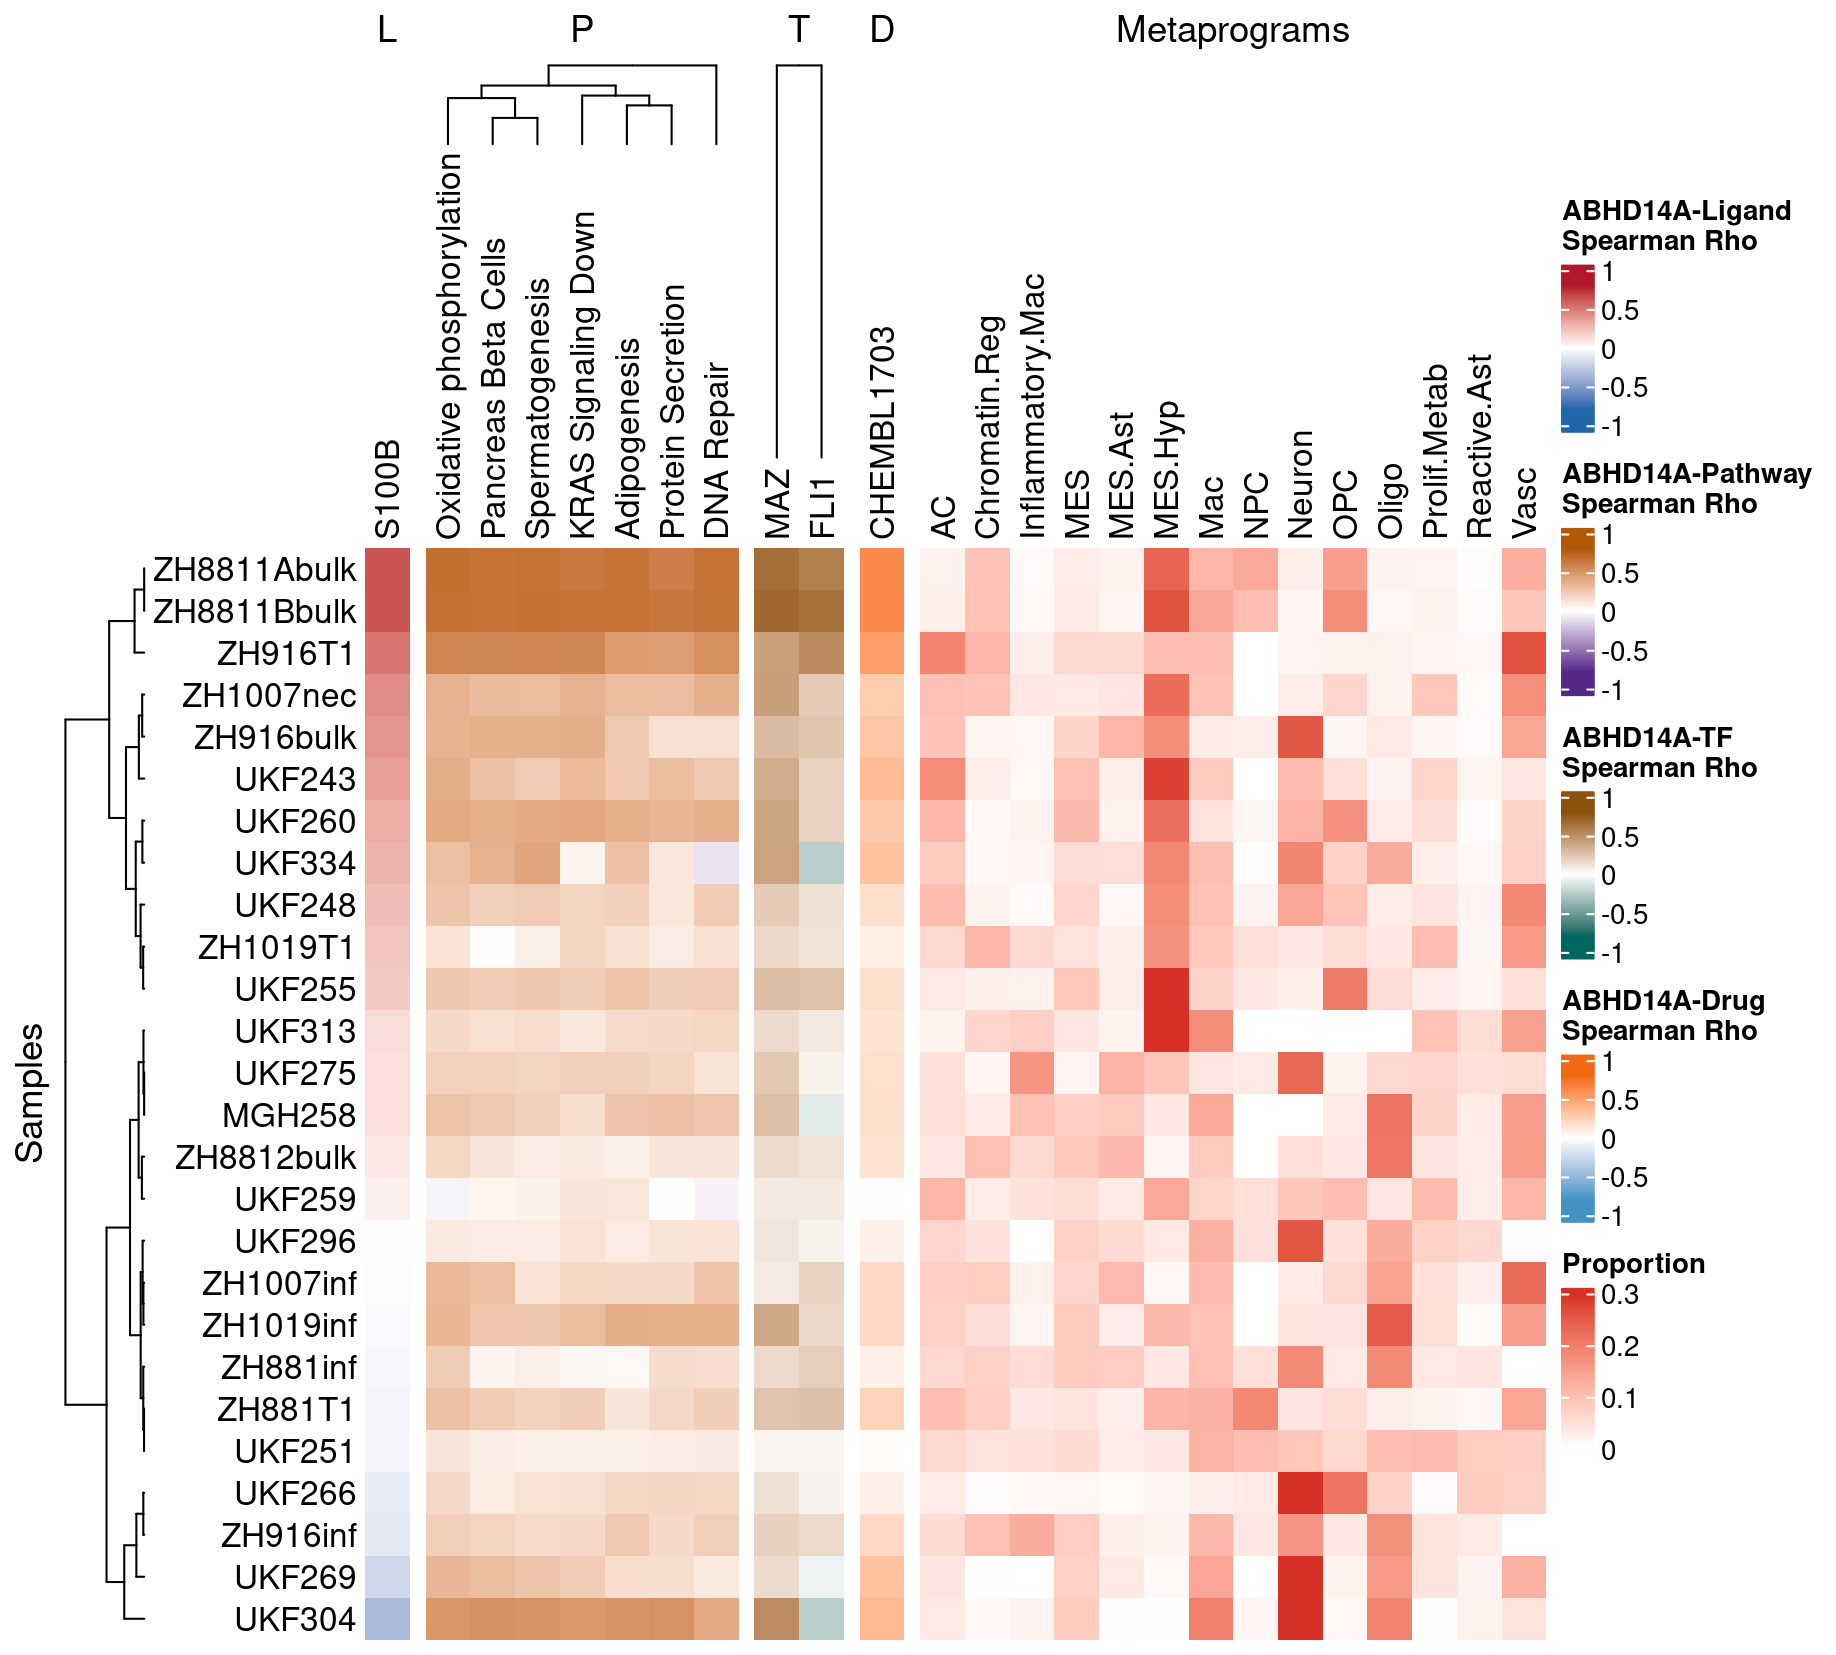 L P T D Metaprograms
S100B
Oxidative phosphorylation
Pancreas Beta Cells
Spermatogenesis
KRAS Signaling Down
Adipogenesis
Protein Secretion
DNA Repair
MAZ
FLI1
CHEMBL1703
AC
Chromatin.Reg
Inflammatory.Mac
MES
MES.Ast
MES.Hyp
Mac
NPC
Neuron
OPC
Oligo
Prolif.Metab
Reactive.Ast
Vasc
Samples
ZH8811Abulk
ZH8811Bbulk
ZH916T1
ZH1007nec
ZH916bulk
UKF243
UKF260
UKF334
UKF248
ZH1019T1
UKF255
UKF313
UKF275
MGH258
ZH8812bulk
UKF259
UKF296
ZH1007inf
ZH1019inf
ZH881inf
ZH881T1
UKF251
UKF266
ZH916inf
UKF269
UKF304
ABHD14A-Ligand
Spearman Rho
1
0.5
0
-0.5
-1
ABHD14A-Pathway
Spearman Rho
1
0.5
0
-0.5
-1
ABHD14A-TF
Spearman Rho
1
0.5
0
-0.5
-1
ABHD14A-Drug
Spearman Rho
1
0.5
0
-0.5
-1
Proportion
0.3
0.2
0.1
0